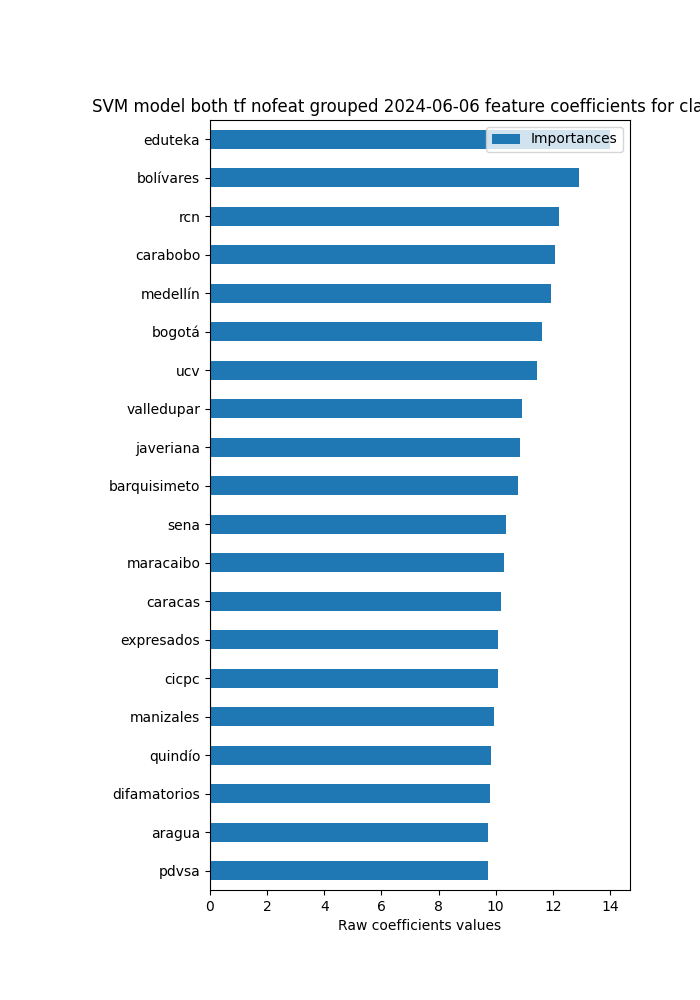 SVM model both tf nofeat grouped 2024-06-06 feature coefficients for cla
Importances
eduteka
bolívares
rcn
carabobo
medellín
bogotá
ucv
valledupar
javeriana
barquisimeto
sena
maracaibo
caracas
expresados
cicpc
manizales
quindío
difamatorios
aragua
pdvsa
0 2 4 6 8 10 12 14
Raw coefficients values